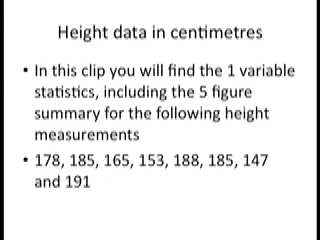 Height data in centimetres
• In this clip you will find the 1 variable
statistics, including the 5 figure
summary for the following height
measurements
• 178, 185, 165, 153, 188, 185, 147
and 191